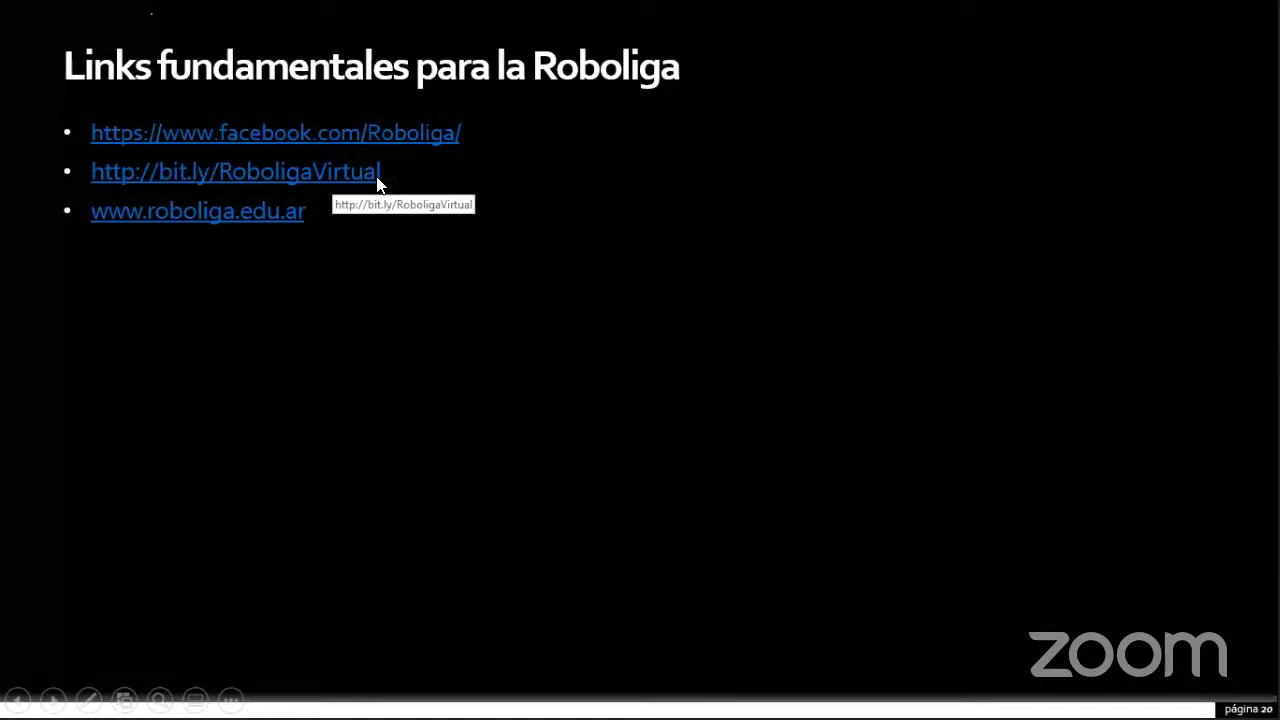 Links fundamentales para la Roboliga
• https://www.facebook.com/Roboliga/
• http://bit.ly/RoboligaVirtual
http://bit.ly/RoboligaVirtual
• www.roboliga.edu.ar
zoom
página 20